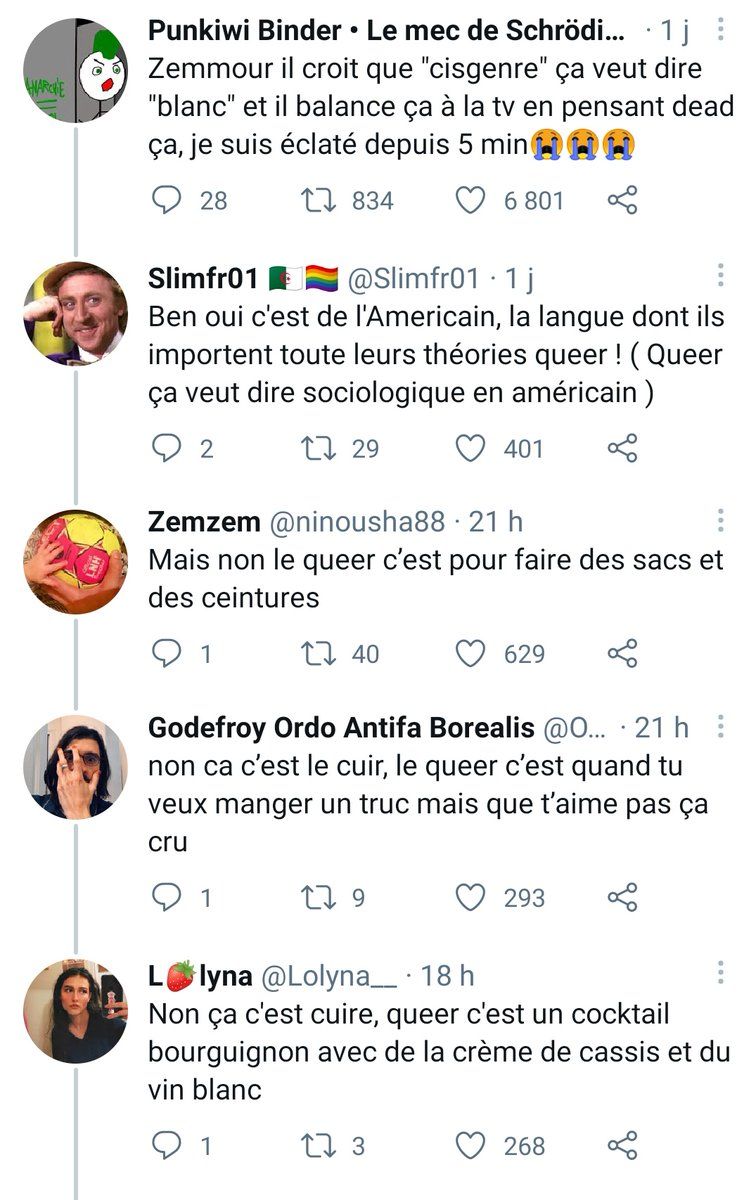 Punkiwi Binder • Le mec de Schrödi... · 1 j
Zemmour il croit que "cisgenre" ça veut dire
"blanc" et il balance ça à la tv en pensant dead
ça, je suis éclaté depuis 5 min😭😭😭
28 834 6 801
Slimfr01 🇩🇿🏳️‍🌈 @Slimfr01 · 1 j
Ben oui c'est de l'Americain, la langue dont ils
importent toute leurs théories queer ! ( Queer
ça veut dire sociologique en américain )
2 29 401
Zemzem @ninousha88 · 21 h
Mais non le queer c’est pour faire des sacs et
des ceintures
1 40 629
Godefroy Ordo Antifa Borealis @O... · 21 h
non ca c’est le cuir, le queer c’est quand tu
veux manger un truc mais que t’aime pas ça
cru
1 9 293
L🍓lyna @Lolyna__ · 18 h
Non ça c'est cuire, queer c'est un cocktail
bourguignon avec de la crème de cassis et du
vin blanc
1 3 268